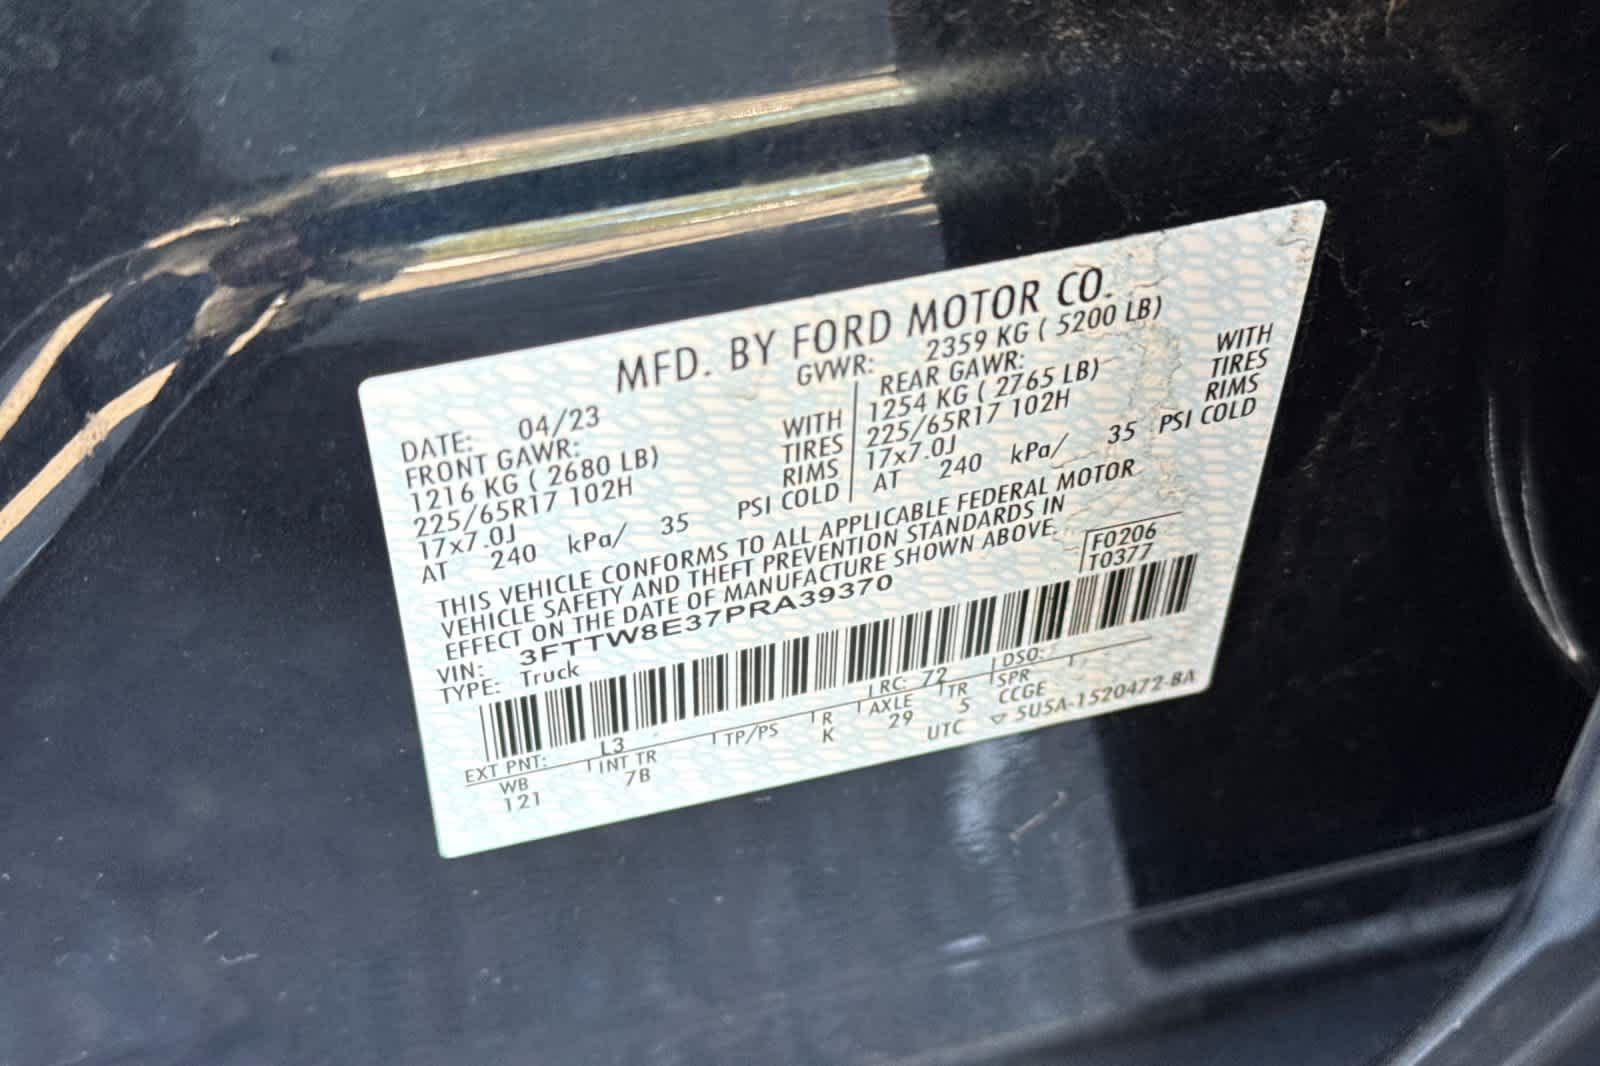 MFD. BY FORD MOTOR CO.
DATE: 04/23 GVWR: 2359 KG ( 5200 LB)
FRONT GAWR: WITH REAR GAWR: WITH
1216 KG ( 2680 LB) TIRES 1254 KG ( 2765 LB) TIRES
225/65R17 102H RIMS 225/65R17 102H RIMS
17x7.0J PSI COLD 17x7.0J PSI COLD
AT 240 kPa/ 35 AT 240 kPa/ 35
THIS VEHICLE CONFORMS TO ALL APPLICABLE FEDERAL MOTOR
VEHICLE SAFETY AND THEFT PREVENTION STANDARDS IN
EFFECT ON THE DATE OF MANUFACTURE SHOWN ABOVE.
VIN: 3FTTW8E37PRA39370 F0206
TYPE: Truck T0377
EXT PNT: L3 RC: 72 DSO:
WB INT TR TP/PS R AXLE TR SPR
121 7B K 29 5 CCGE
UTC ▽ 5U5A-1520472-BA